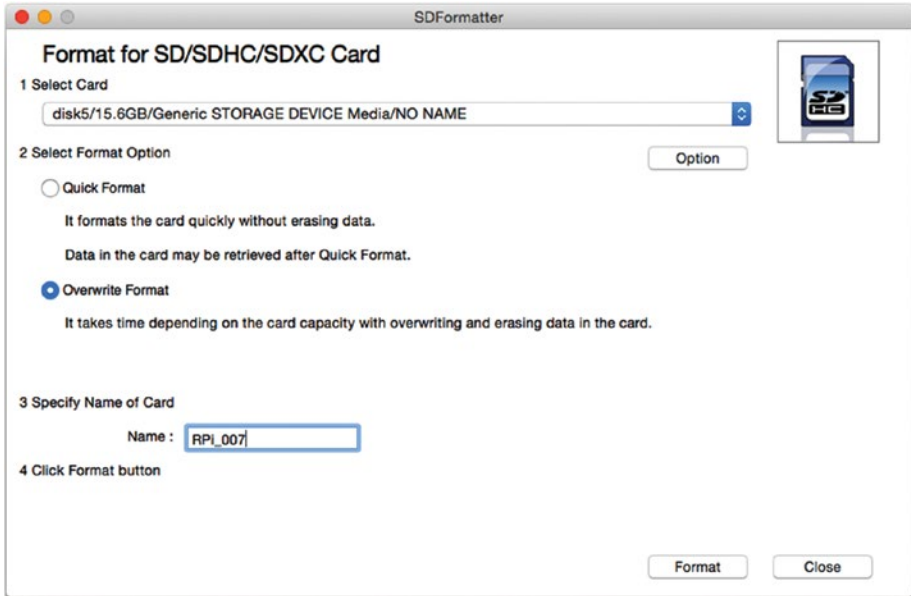 SDFormatter
Format for SD/SDHC/SDXC Card
1 Select Card
disk5/15.6GB/Generic STORAGE DEVICE Media/NO NAME
SD
HC
2 Select Format Option
Option
Quick Format
It formats the card quickly without erasing data.
Data in the card may be retrieved after Quick Format.
Overwrite Format
It takes time depending on the card capacity with overwriting and erasing data in the card.
3 Specify Name of Card
Name : RPi_007
4 Click Format button
Format Close